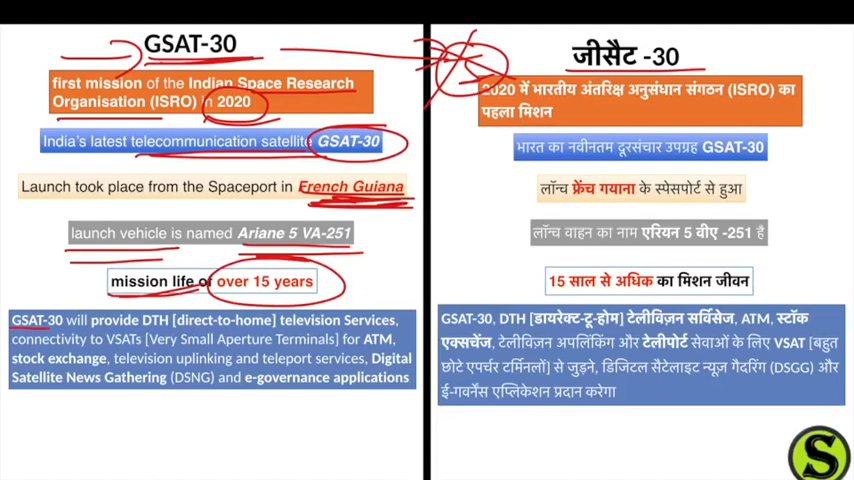 GSAT-30
first mission of the Indian Space Research
Organisation (ISRO) in 2020
India's latest telecommunication satellite GSAT-30
Launch took place from the Spaceport in French Guiana
launch vehicle is named Ariane 5 VA-251
mission life of over 15 years
GSAT-30 will provide DTH [direct-to-home] television Services,
connectivity to VSATs [Very Small Aperture Terminals] for ATM,
stock exchange, television uplinking and teleport services, Digital
Satellite News Gathering (DSNG) and e-governance applications
जीसैट -30
2020 में भारतीय अंतरिक्ष अनुसंधान संगठन (ISRO) का
पहला मिशन
भारत का नवीनतम दूरसंचार उपग्रह GSAT-30
लॉन्च फ्रेंच गयाना के स्पेसपोर्ट से हुआ
लॉन्च वाहन का नाम एरियन 5 वीए -251 है
15 साल से अधिक का मिशन जीवन
GSAT-30, DTH [डायरेक्ट-टू-होम] टेलीविज़न सर्विसेज, ATM, स्टॉक
एक्सचेंज, टेलीविज़न अपलिंकिंग और टेलीपोर्ट सेवाओं के लिए VSAT [बहुत
छोटे एपर्चर टर्मिनलों] से जुड़ने, डिजिटल सैटेलाइट न्यूज़ गैदरिंग (DSGG) और
ई-गवर्नेंस एप्लिकेशन प्रदान करेगा
S